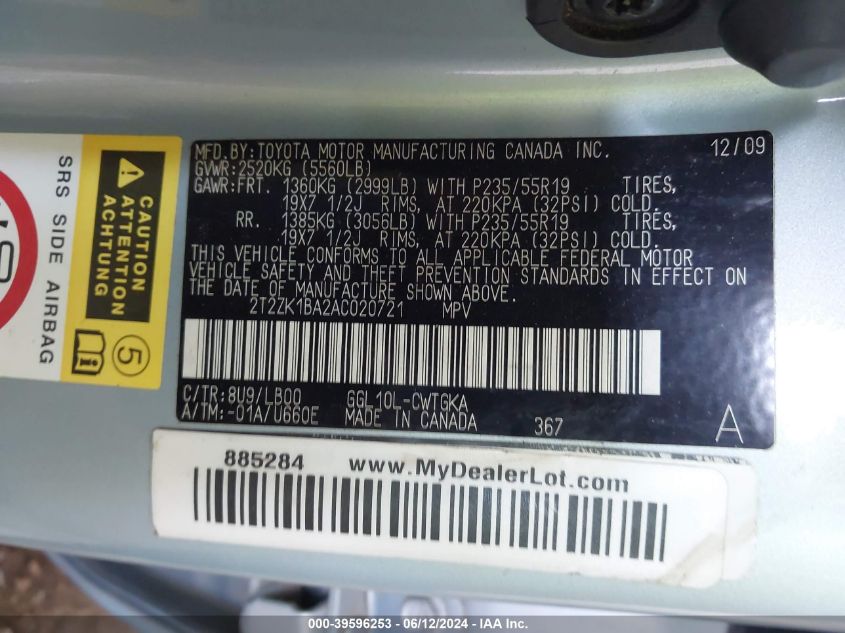 MFD.BY:TOYOTA MOTOR MANUFACTURING CANADA INC. 12/09
GVWR:2520KG (5560LB)
GAWR:FRT. 1360KG (2999LB) WITH P235/55R19 TIRES,
19X7 1/2J RIMS, AT 220KPA (32PSI) COLD.
RR. 1385KG (3056LB) WITH P235/55R19 TIRES,
19X7 1/2J RIMS, AT 220KPA (32PSI) COLD.
THIS VEHICLE CONFORMS TO ALL APPLICABLE FEDERAL MOTOR
VEHICLE SAFETY AND THEFT PREVENTION STANDARDS IN EFFECT ON
THE DATE OF MANUFACTURE SHOWN ABOVE.
2T2ZK1BA2AC020721 MPV
C/TR:8U9/LB00 GGL10L-CWTGKA
A/TM:-01A/U660E MADE IN CANADA 367 A
SRS SIDE AIRBAG
CAUTION
ATTENTION
ACHTUNG
5
885284 www.MyDealerLot.com
000-39596253 - 06/12/2024 - IAA Inc.